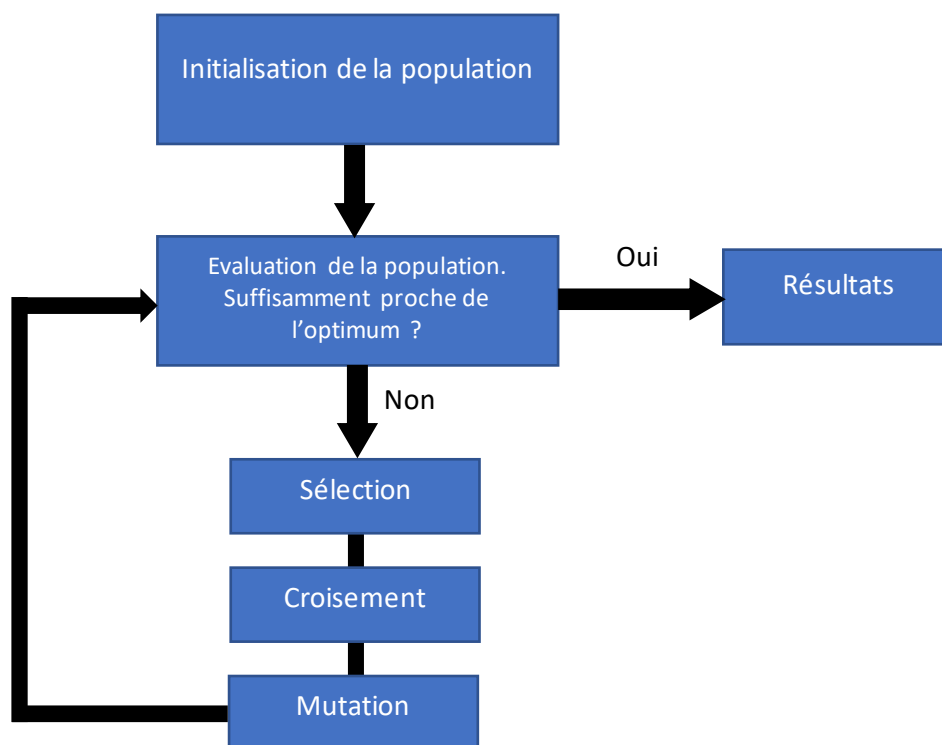 Initialisation de la population
Evaluation de la population.
Suffisamment proche de
l’optimum ?
Oui
Résultats
Non
Sélection
Croisement
Mutation